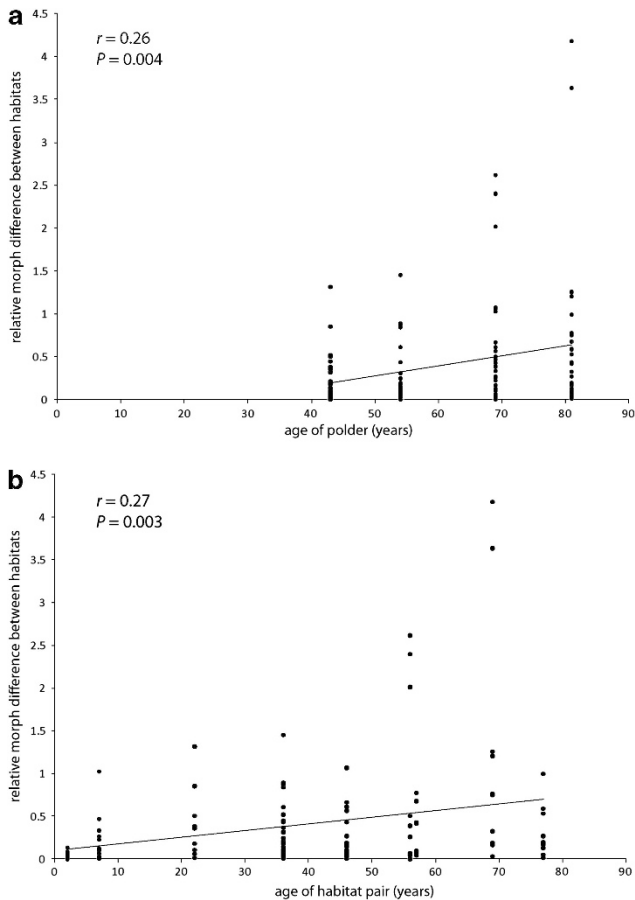 a
r = 0.26
P = 0.004
relative morph difference between habitats
4.5
4
3.5
3
2.5
2
1.5
1
0.5
0
0 10 20 30 40 50 60 70 80 90
age of polder (years)
b
r = 0.27
P = 0.003
relative morph difference between habitats
4.5
4
3.5
3
2.5
2
1.5
1
0.5
0
0 10 20 30 40 50 60 70 80 90
age of habitat pair (years)